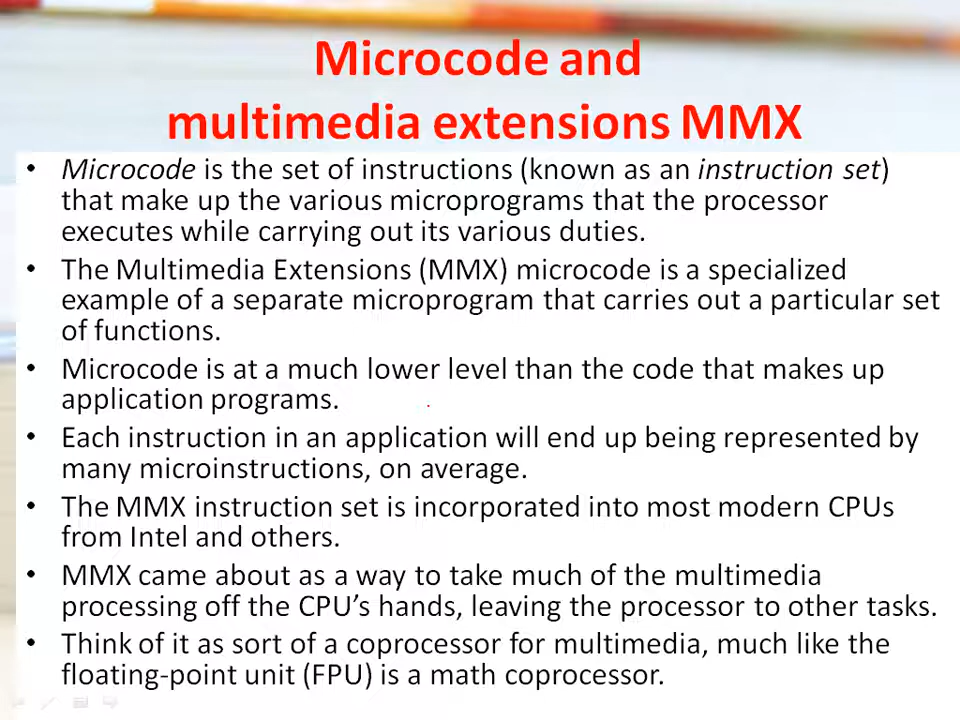 Microcode and
multimedia extensions MMX
• Microcode is the set of instructions (known as an instruction set)
that make up the various microprograms that the processor
executes while carrying out its various duties.
• The Multimedia Extensions (MMX) microcode is a specialized
example of a separate microprogram that carries out a particular set
of functions.
• Microcode is at a much lower level than the code that makes up
application programs.
• Each instruction in an application will end up being represented by
many microinstructions, on average.
• The MMX instruction set is incorporated into most modern CPUs
from Intel and others.
• MMX came about as a way to take much of the multimedia
processing off the CPU’s hands, leaving the processor to other tasks.
• Think of it as sort of a coprocessor for multimedia, much like the
floating-point unit (FPU) is a math coprocessor.